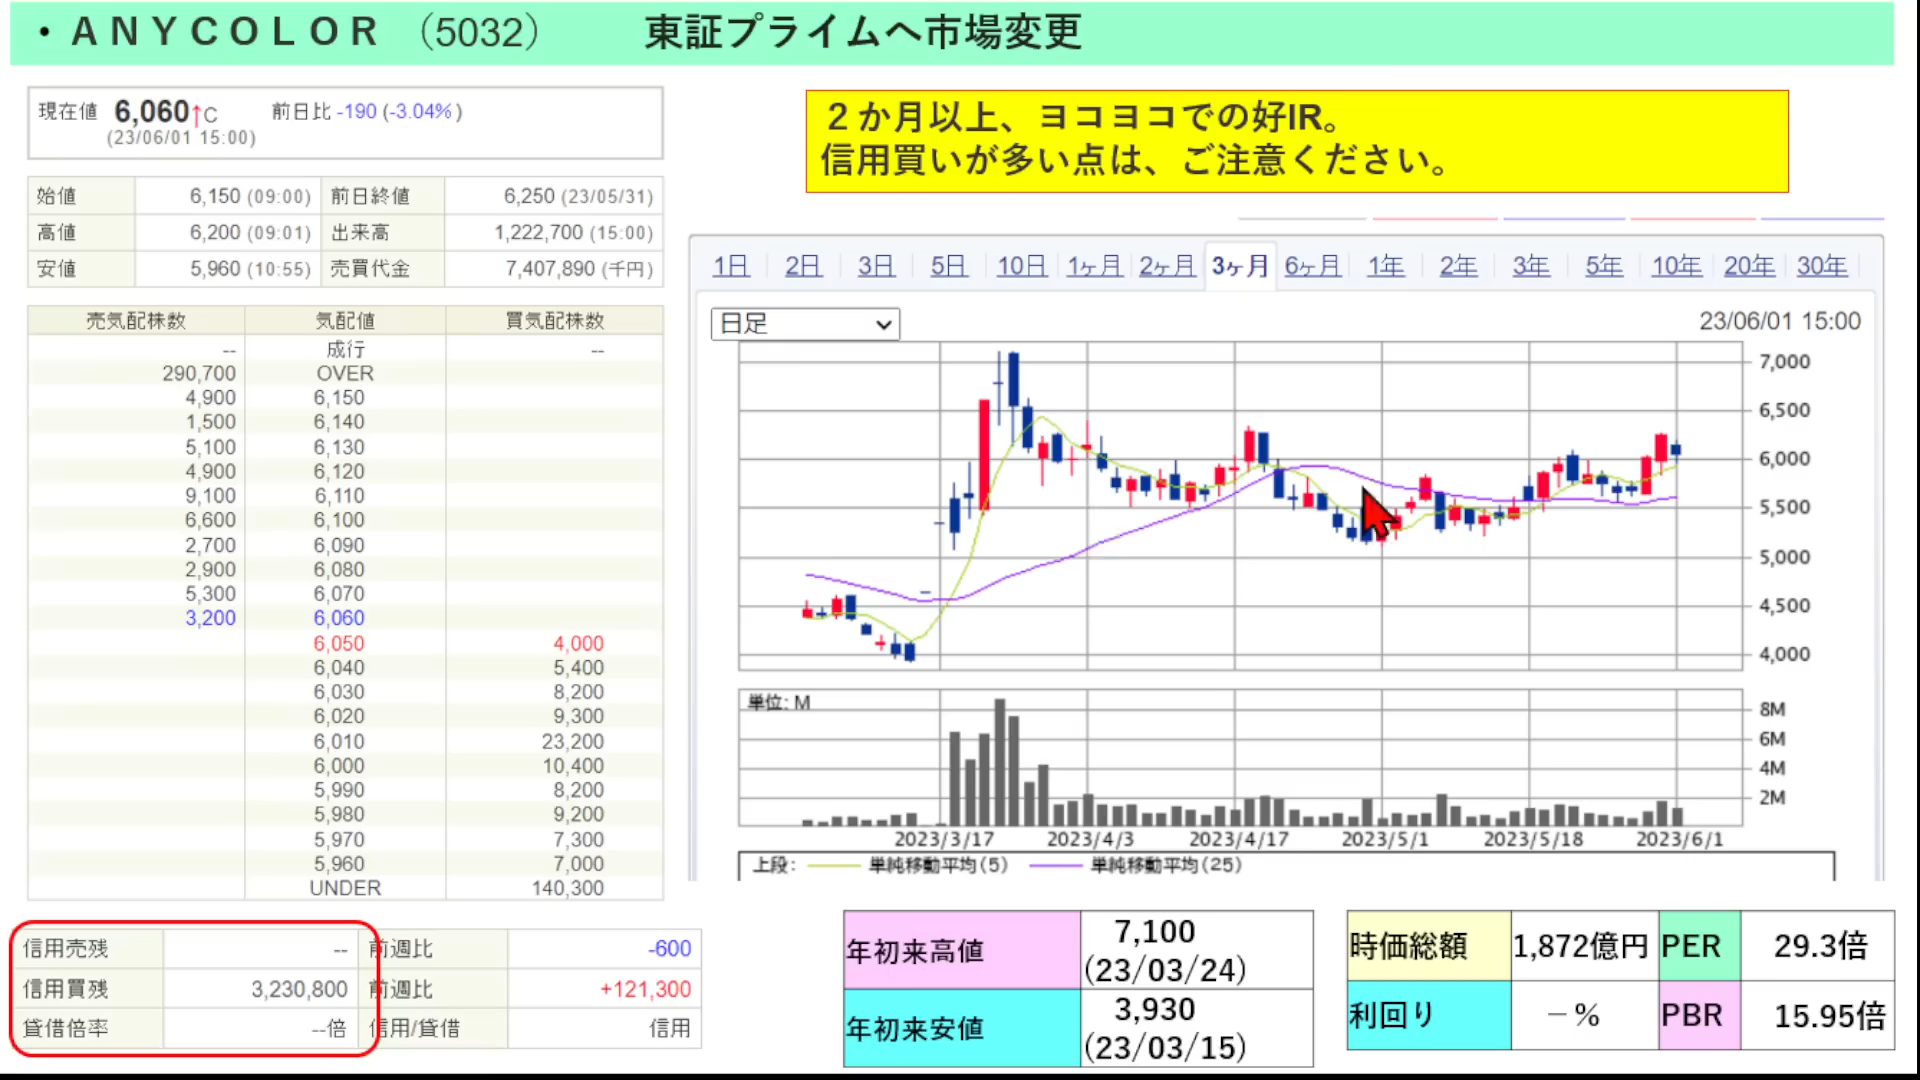 ・ＡＮＹＣＯＬＯＲ（5032）　　東証プライムへ市場変更
現在値 6,060↑C 前日比 -190 (-3.04%)
(23/06/01 15:00)
２か月以上、ヨコヨコでの好IR。
信用買いが多い点は、ご注意ください。
始値 6,150 (09:00) 前日終値 6,250 (23/05/31)
高値 6,200 (09:01) 出来高 1,222,700 (15:00)
安値 5,960 (10:55) 売買代金 7,407,890 (千円)
売気配株数 気配値 買気配株数
-- 成行 --
290,700 OVER
4,900 6,150
1,500 6,140
5,100 6,130
4,900 6,120
9,100 6,110
6,600 6,100
2,700 6,090
2,900 6,080
5,300 6,070
3,200 6,060
6,050 4,000
6,040 5,400
6,030 8,200
6,020 9,300
6,010 23,200
6,000 10,400
5,990 8,200
5,980 9,200
5,970 7,300
5,960 7,000
UNDER 140,300
信用売残 -- 前週比 -600
信用買残 3,230,800 前週比 +121,300
貸借倍率 --倍 信用/貸借 信用
1日 2日 3日 5日 10日 1ヶ月 2ヶ月 3ヶ月 6ヶ月 1年 2年 3年 5年 10年 20年 30年
日足 23/06/01 15:00
7,000
6,500
6,000
5,500
5,000
4,500
4,000
単位: M
8M
6M
4M
2M
2023/3/17 2023/4/3 2023/4/17 2023/5/1 2023/5/18 2023/6/1
上段: 単純移動平均(5) 単純移動平均(25)
年初来高値 7,100
(23/03/24)
年初来安値 3,930
(23/03/15)
時価総額 1,872億円 PER 29.3倍
利回り －% PBR 15.95倍